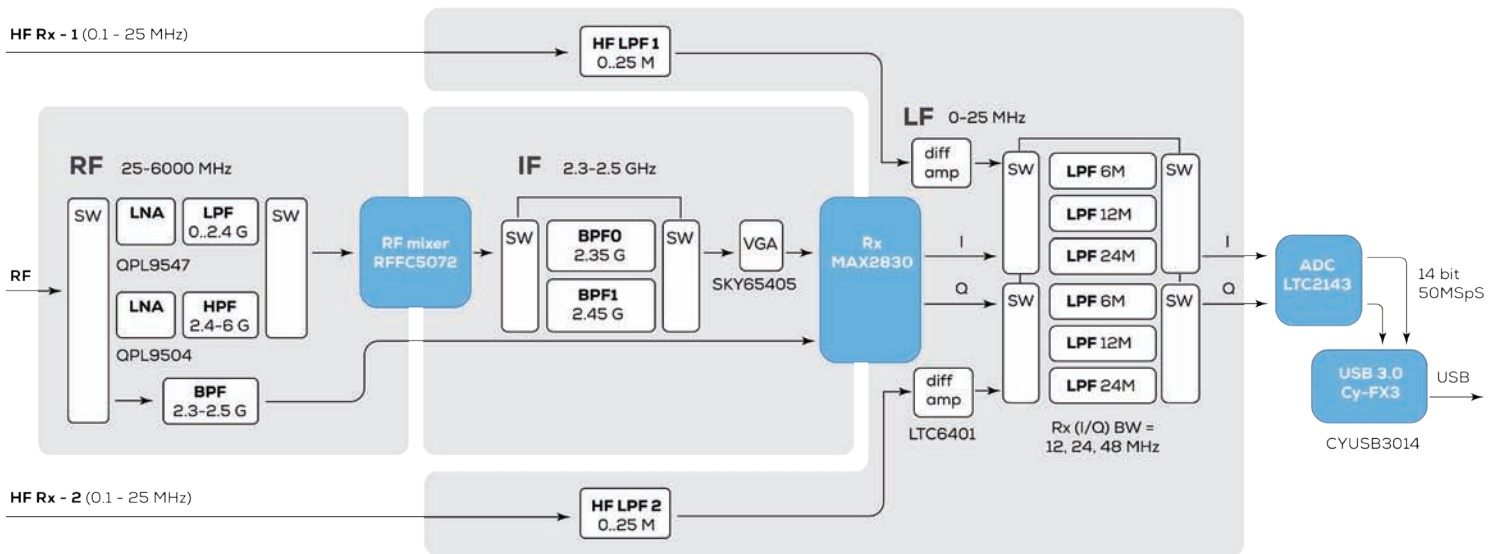 HF Rx - 1 (0.1 - 25 MHz)
HF LPF 1
0..25 M
RF 25-6000 MHz
SW
LNA
LPF
0..2.4 G
SW
QPL9547
RF
LNA
HPF
2.4-6 G
QPL9504
BPF
2.3-2.5 G
RF mixer
RFFC5072
IF 2.3-2.5 GHz
SW
BPF0
2.35 G
BPF1
2.45 G
SW
VGA
SKY65405
Rx
MAX2830
I
Q
LF 0-25 MHz
diff
amp
SW
LPF 6M
LPF 12M
LPF 24M
SW
SW
LPF 6M
LPF 12M
LPF 24M
SW
diff
amp
LTC6401
Rx (I/Q) BW =
12, 24, 48 MHz
I
Q
ADC
LTC2143
14 bit
50MSpS
USB 3.0
Cy-FX3
USB
CYUSB3014
HF Rx - 2 (0.1 - 25 MHz)
HF LPF 2
0..25 M